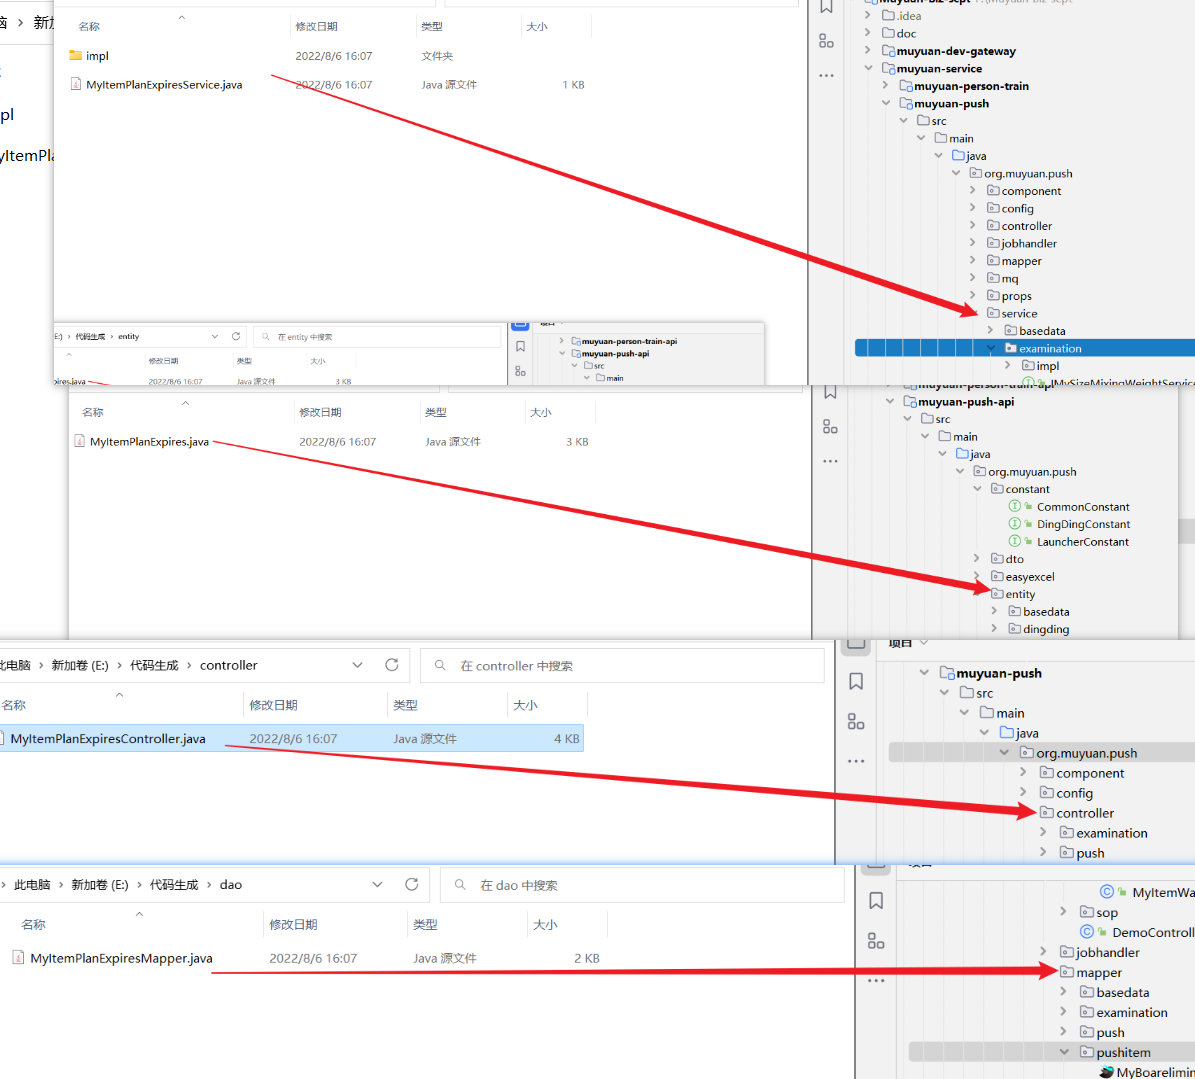 脑 > 新加
名称 修改日期 类型 大小
impl 2022/8/6 16:07 文件夹
MyItemPlanExpiresService.java 2022/8/6 16:07 Java 源文件 1 KB
pl
yItemPla
.idea
doc
muyuan-dev-gateway
muyuan-service
muyuan-person-train
muyuan-push
src
main
java
org.muyuan.push
component
config
controller
jobhandler
mapper
mq
props
service
basedata
examination
impl
IMySizeMixingWeightService
E:) > 代码生成 > entity
在 entity 中搜索
修改日期 类型 大小
pires.java 2022/8/6 16:07 Java 源文件 3 KB
项目
muyuan-person-train-api
muyuan-push-api
src
main
名称 修改日期 类型 大小
MyItemPlanExpires.java 2022/8/6 16:07 Java 源文件 3 KB
muyuan-person-train-api
muyuan-push-api
src
main
java
org.muyuan.push
constant
CommonConstant
DingDingConstant
LauncherConstant
dto
easyexcel
entity
basedata
dingding
此电脑 > 新加卷 (E:) > 代码生成 > controller
在 controller 中搜索
名称 修改日期 类型 大小
MyItemPlanExpiresController.java 2022/8/6 16:07 Java 源文件 4 KB
项目
muyuan-push
src
main
java
org.muyuan.push
component
config
controller
examination
push
> 此电脑 > 新加卷 (E:) > 代码生成 > dao
在 dao 中搜索
名称 修改日期 类型 大小
MyItemPlanExpiresMapper.java 2022/8/6 16:07 Java 源文件 2 KB
MyItemWa
sop
DemoControll
jobhandler
mapper
basedata
examination
push
pushitem
MyBoarelimin